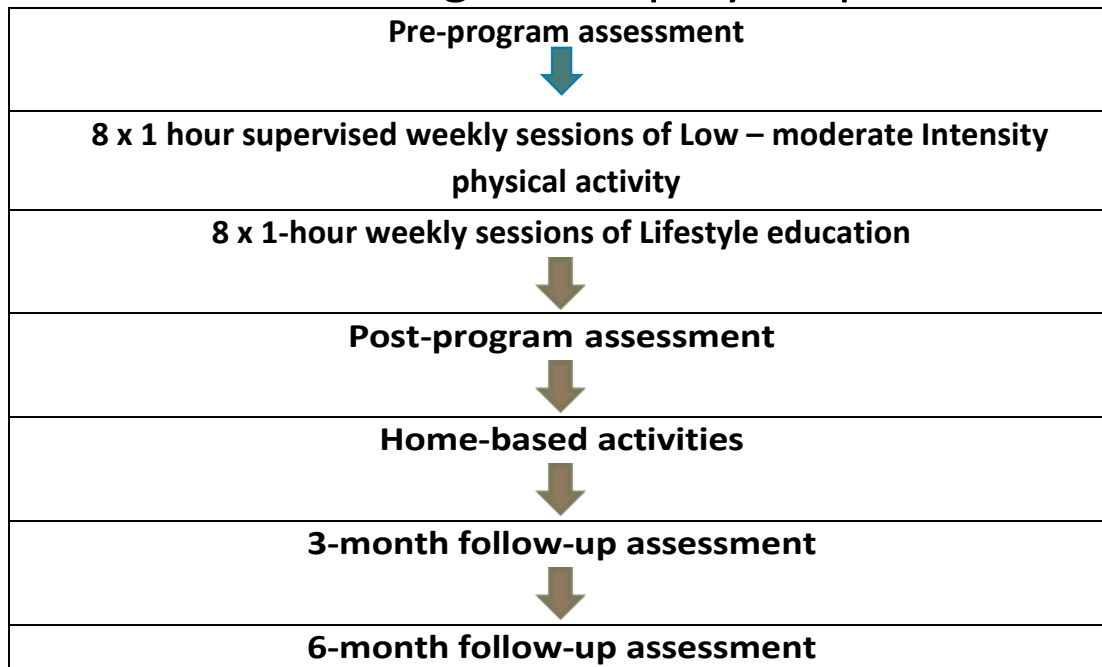 Pre-program assessment
8 x 1 hour supervised weekly sessions of Low – moderate Intensity
physical activity
8 x 1-hour weekly sessions of Lifestyle education
Post-program assessment
Home-based activities
3-month follow-up assessment
6-month follow-up assessment